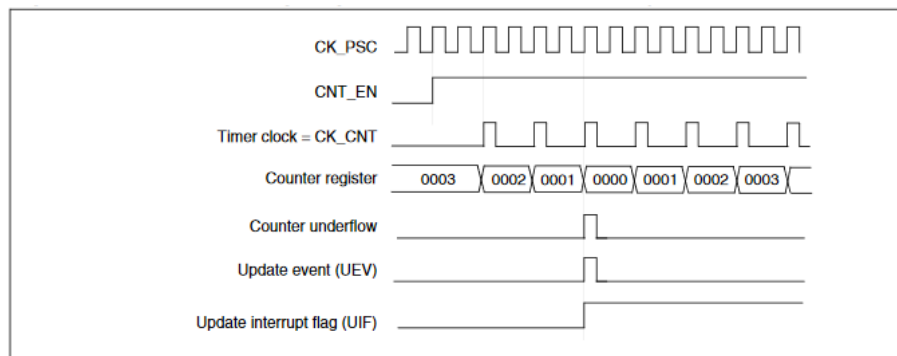 CK_PSC
CNT_EN
Timer clock = CK_CNT
Counter register 0003 0002 0001 0000 0001 0002 0003
Counter underflow
Update event (UEV)
Update interrupt flag (UIF)